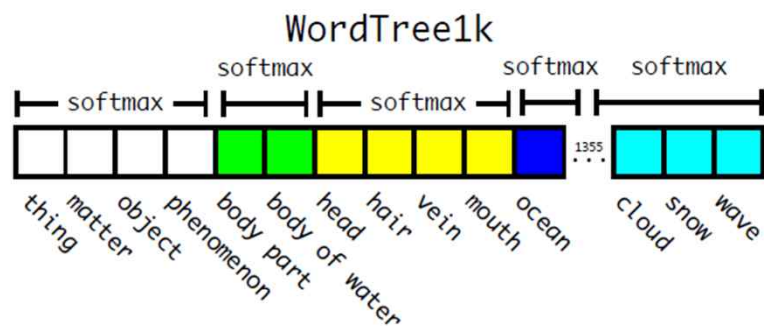 WordTree1k
softmax softmax softmax softmax softmax
1355
...
thing
matter
object
phenomenon
body part
body of water
head
hair
vein
mouth
ocean
cloud
snow
wave